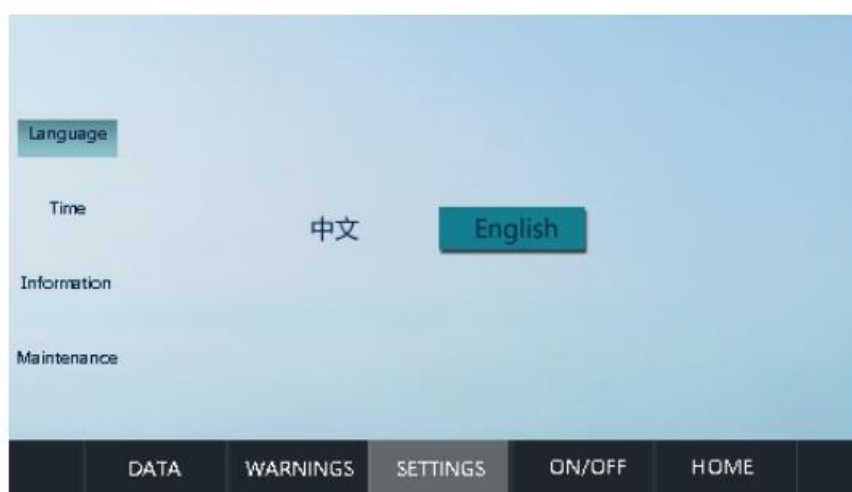 Language
Time
中文 English
Information
Maintenance
DATA WARNINGS SETTINGS ON/OFF HOME